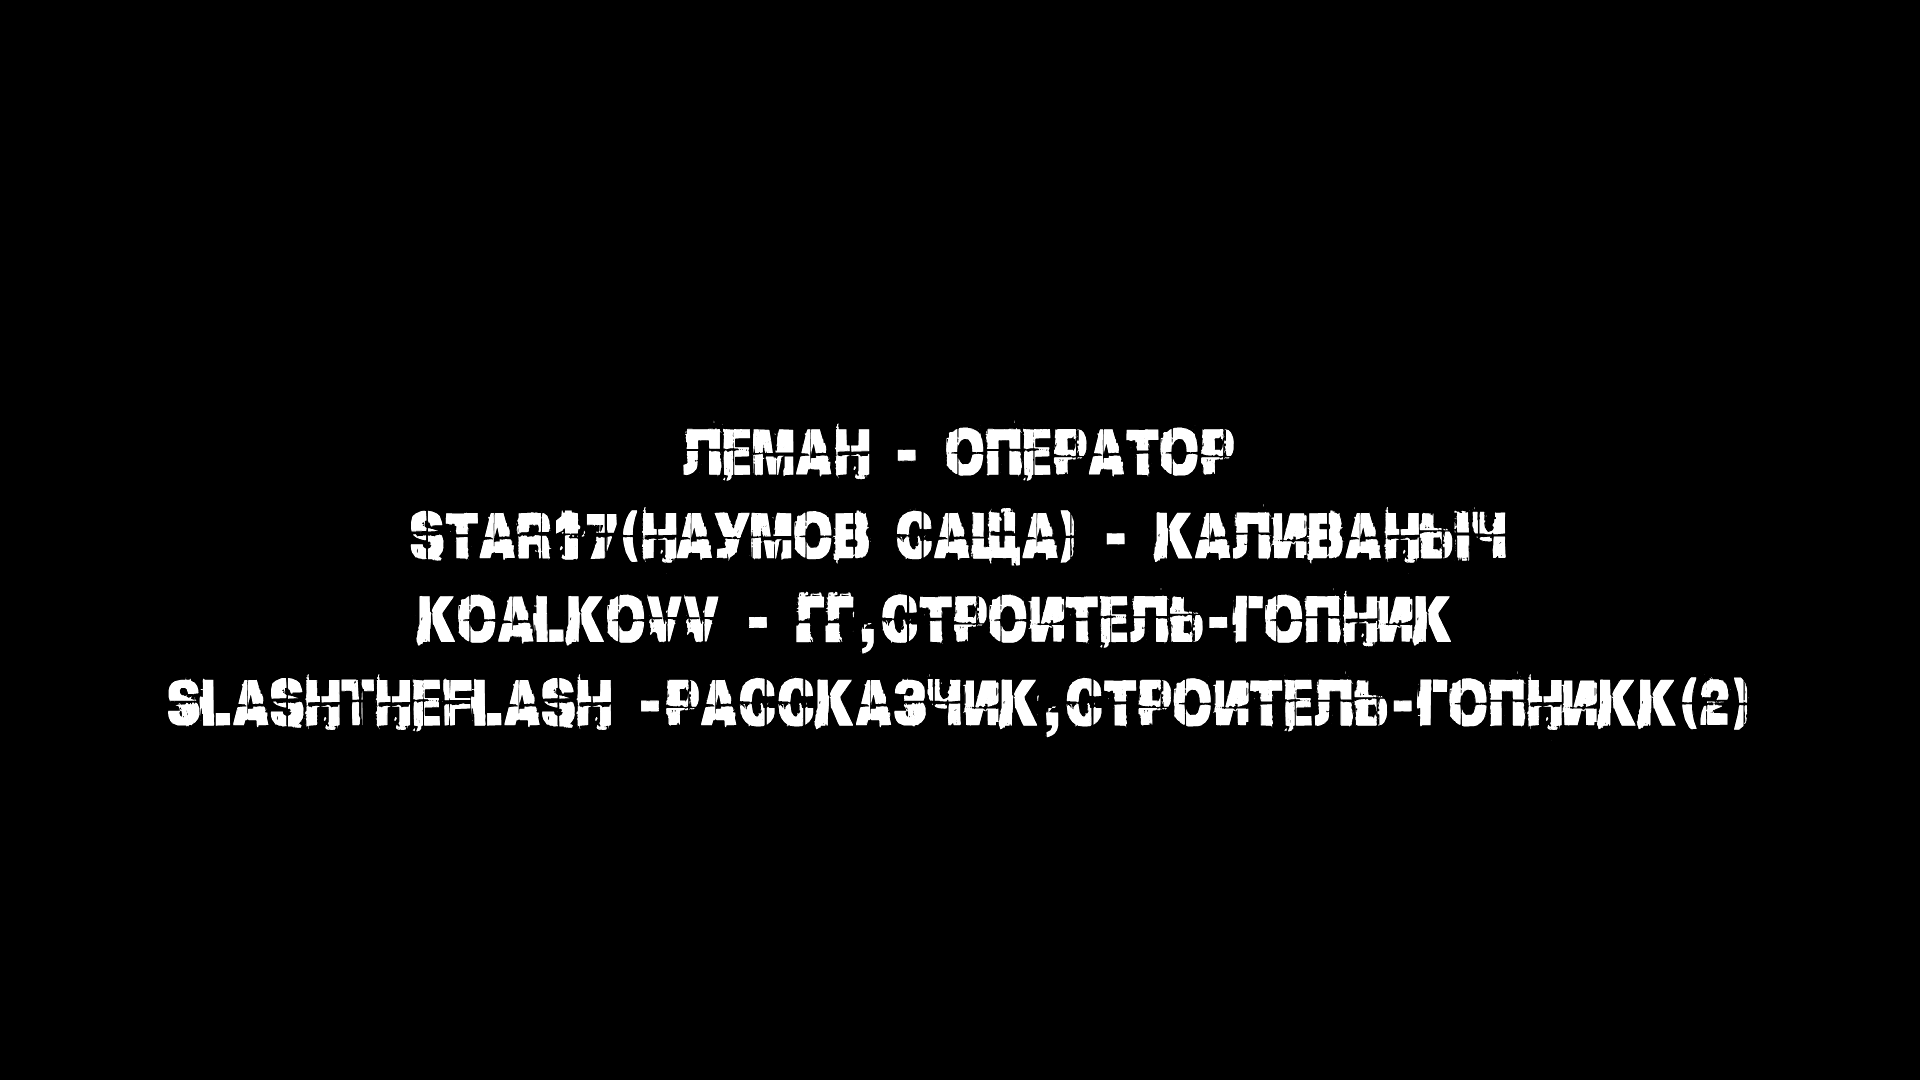 ЛЕМАН - ОПЕРАТОР
STAR17(НАУМОВ САЩА) - КАЛИВАНЫЧ
KOALKOVV - ГГ,СТРОИТЕЛЬ-ГОПНИК
SLASHTHEFLASH -РАССКАЗЧИК,СТРОИТЕЛЬ-ГОПНИКК(2)